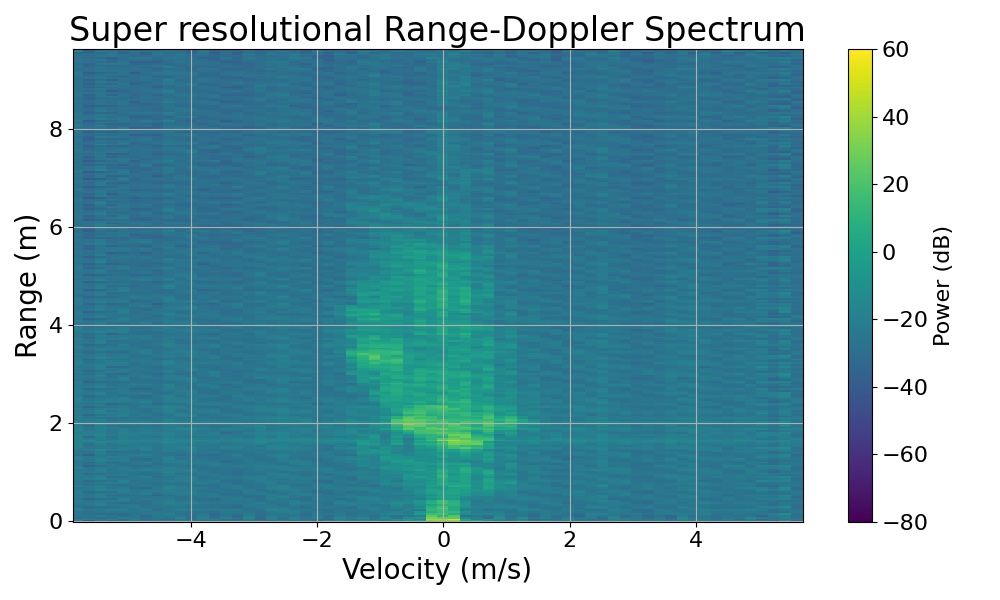 Super resolutional Range-Doppler Spectrum
Range (m)
8
6
4
2
0
−4 −2 0 2 4
Velocity (m/s)
60
40
20
0
−20
−40
−60
−80
Power (dB)